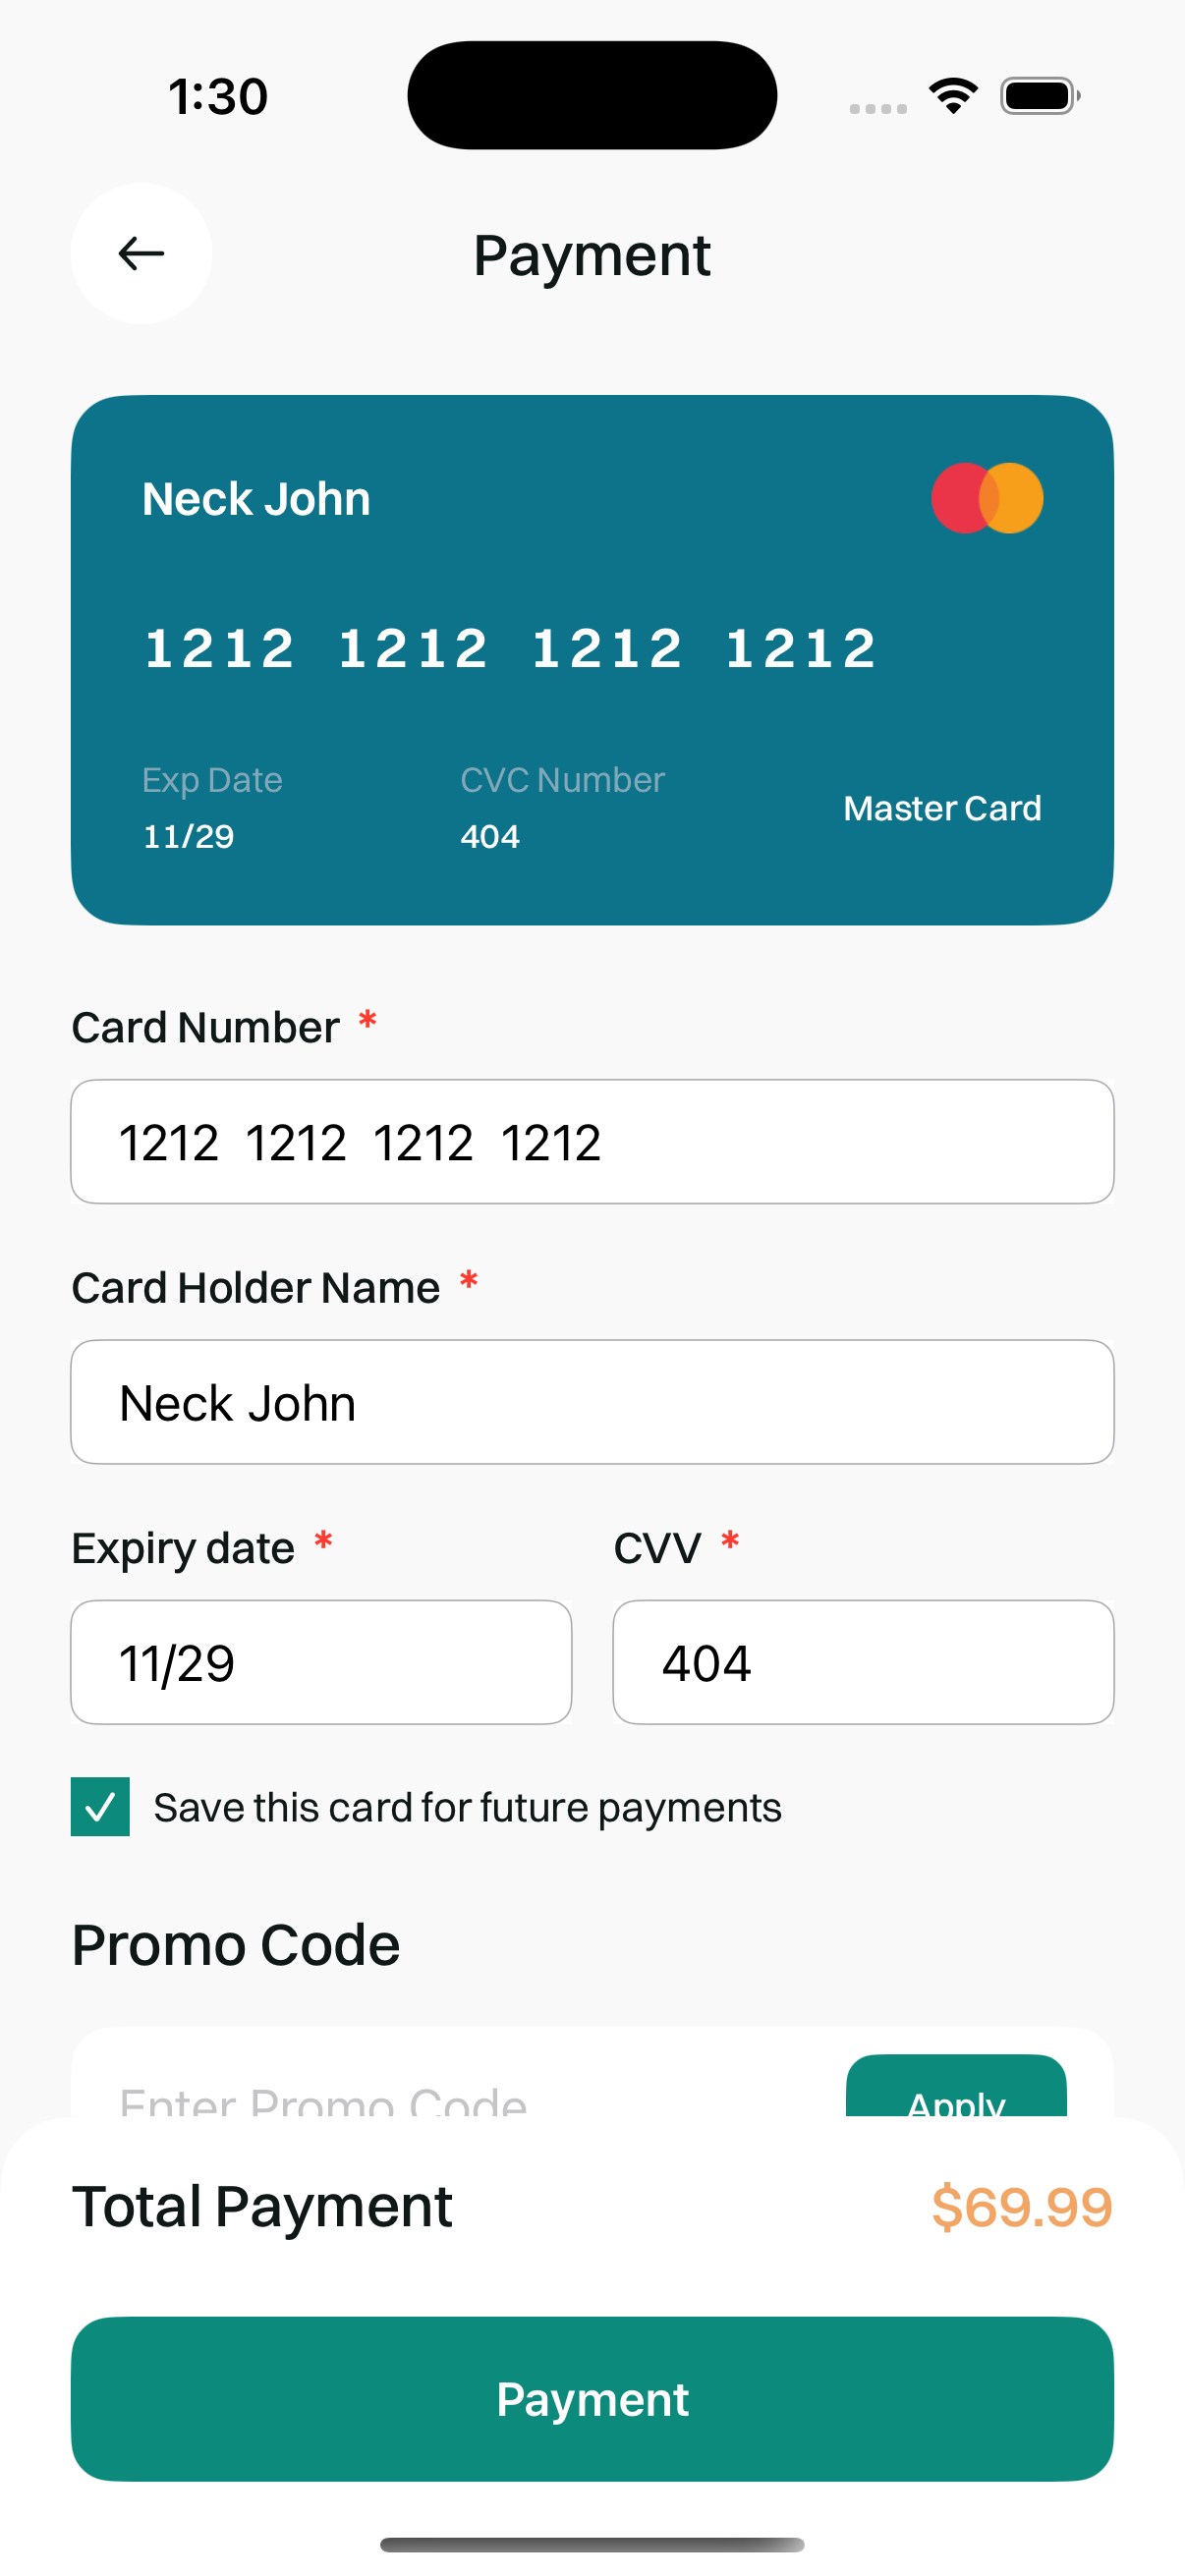 1:30
Payment
Neck John
1212 1212 1212 1212
Exp Date CVC Number
11/29 404 Master Card
Card Number *
1212 1212 1212 1212
Card Holder Name *
Neck John
Expiry date * CVV *
11/29 404
Save this card for future payments
Promo Code
Enter Promo Code Apply
Total Payment $69.99
Payment